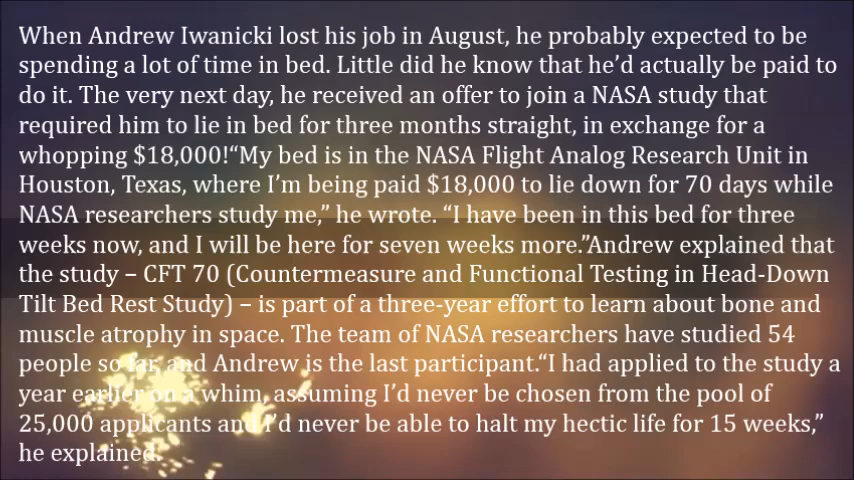 When Andrew Iwanicki lost his job in August, he probably expected to be
spending a lot of time in bed. Little did he know that he’d actually be paid to
do it. The very next day, he received an offer to join a NASA study that
required him to lie in bed for three months straight, in exchange for a
whopping $18,000!“My bed is in the NASA Flight Analog Research Unit in
Houston, Texas, where I’m being paid $18,000 to lie down for 70 days while
NASA researchers study me,” he wrote. “I have been in this bed for three
weeks now, and I will be here for seven weeks more.”Andrew explained that
the study – CFT 70 (Countermeasure and Functional Testing in Head-Down
Tilt Bed Rest Study) – is part of a three-year effort to learn about bone and
muscle atrophy in space. The team of NASA researchers have studied 54
people so far, and Andrew is the last participant.“I had applied to the study a
year earlier on a whim, assuming I’d never be chosen from the pool of
25,000 applicants and I’d never be able to halt my hectic life for 15 weeks,”
he explained.